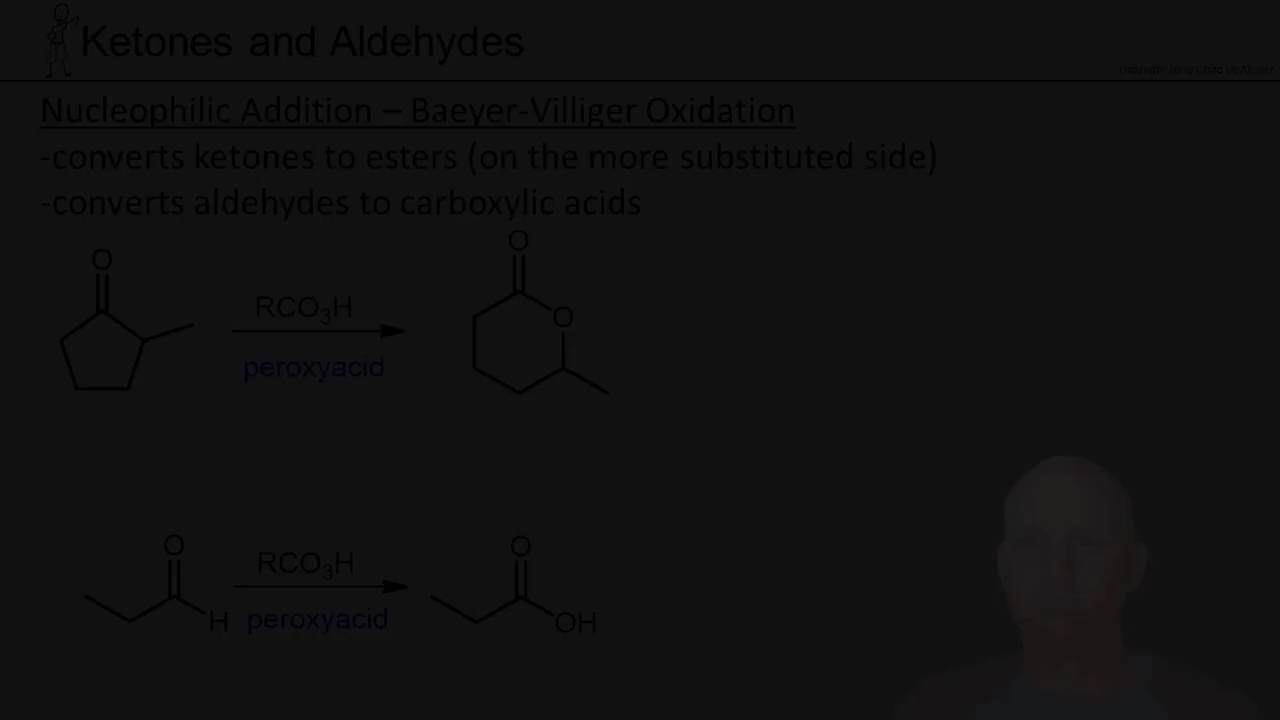 Ketones and Aldehydes
Nucleophilic Addition – Baeyer-Villiger Oxidation
-converts ketones to esters (on the more substituted side)
-converts aldehydes to carboxylic acids
O
RCO₃H
peroxyacid
O
O
O
H
RCO₃H
peroxyacid
O
OH